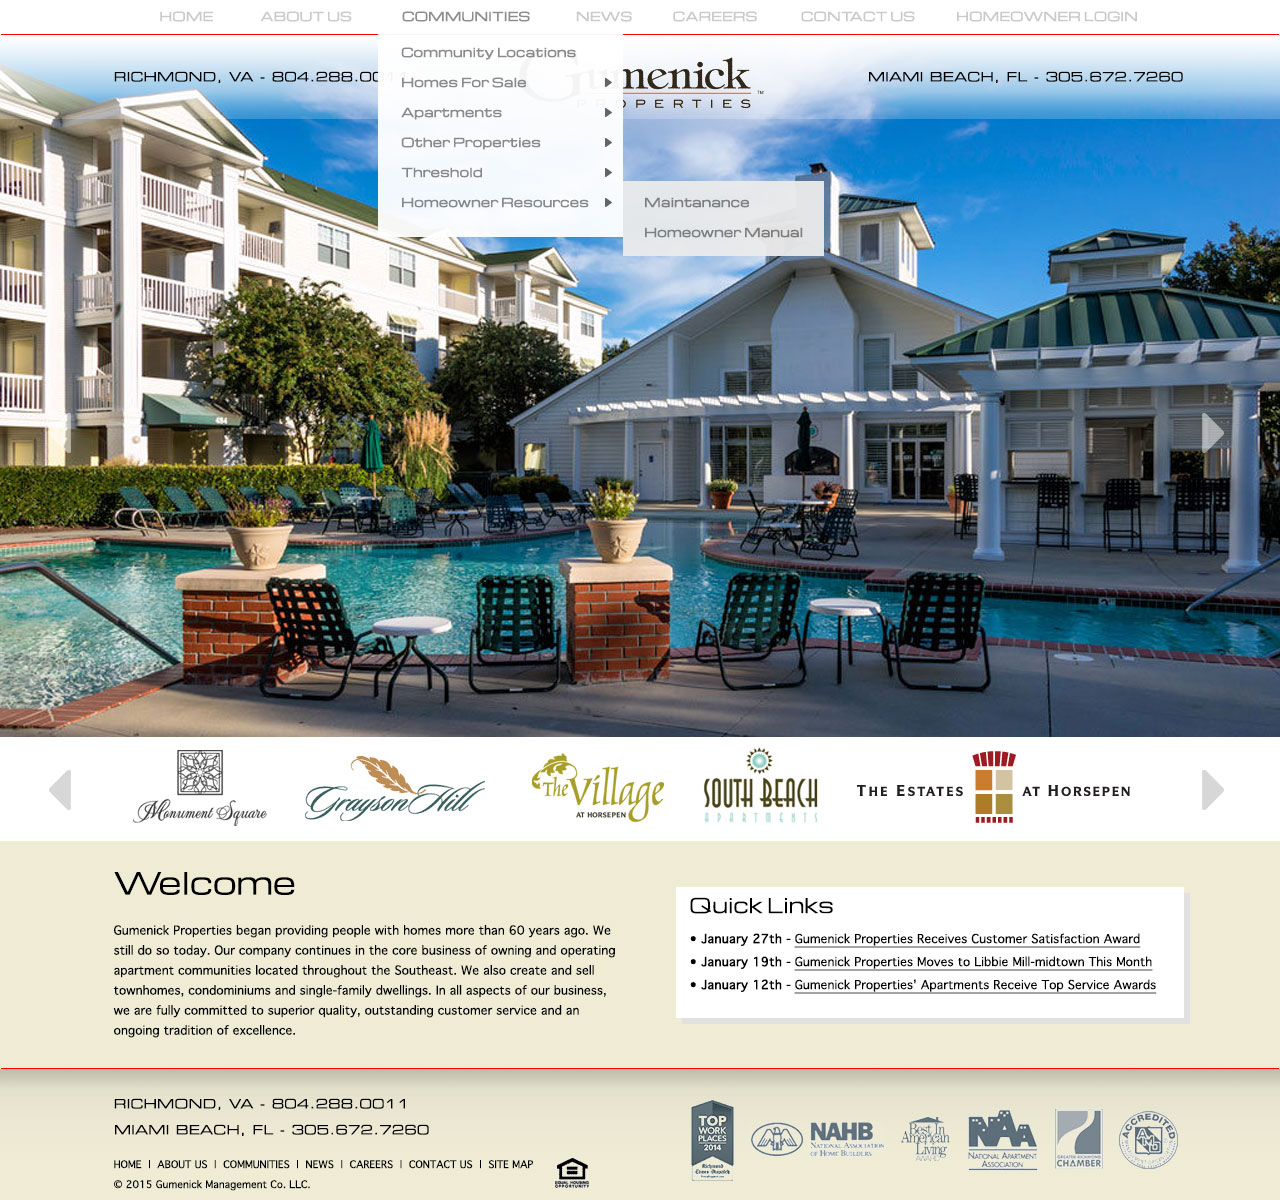 HOME ABOUT US COMMUNITIES NEWS CAREERS CONTACT US HOMEOWNER LOGIN
Community Locations
Homes For Sale
Apartments
Other Properties
Threshold
Homeowner Resources
Maintanance
Homeowner Manual
RICHMOND, VA - 804.288.0011
Gumenick
PROPERTIES ™
MIAMI BEACH, FL - 305.672.7260
434
Monument Square
Grayson Hill
The Village
AT HORSEPEN
SOUTH BEACH
APARTMENTS
THE ESTATES AT HORSEPEN
Welcome
Gumenick Properties began providing people with homes more than 60 years ago. We
still do so today. Our company continues in the core business of owning and operating
apartment communities located throughout the Southeast. We also create and sell
townhomes, condominiums and single-family dwellings. In all aspects of our business,
we are fully committed to superior quality, outstanding customer service and an
ongoing tradition of excellence.
Quick Links
• January 27th - Gumenick Properties Receives Customer Satisfaction Award
• January 19th - Gumenick Properties Moves to Libbie Mill-midtown This Month
• January 12th - Gumenick Properties' Apartments Receive Top Service Awards
RICHMOND, VA - 804.288.0011
MIAMI BEACH, FL - 305.672.7260
HOME | ABOUT US | COMMUNITIES | NEWS | CAREERS | CONTACT US | SITE MAP
© 2015 Gumenick Management Co. LLC.
EQUAL HOUSING
OPPORTUNITY
TOP
WORK
PLACES
2014
Richmond
Times-Dispatch
NAHB
NATIONAL ASSOCIATION
OF HOME BUILDERS
Best In
American
Living
AWARD
NAA
NATIONAL APARTMENT
ASSOCIATION
GREATER RICHMOND
CHAMBER
ACCREDITED
AMO